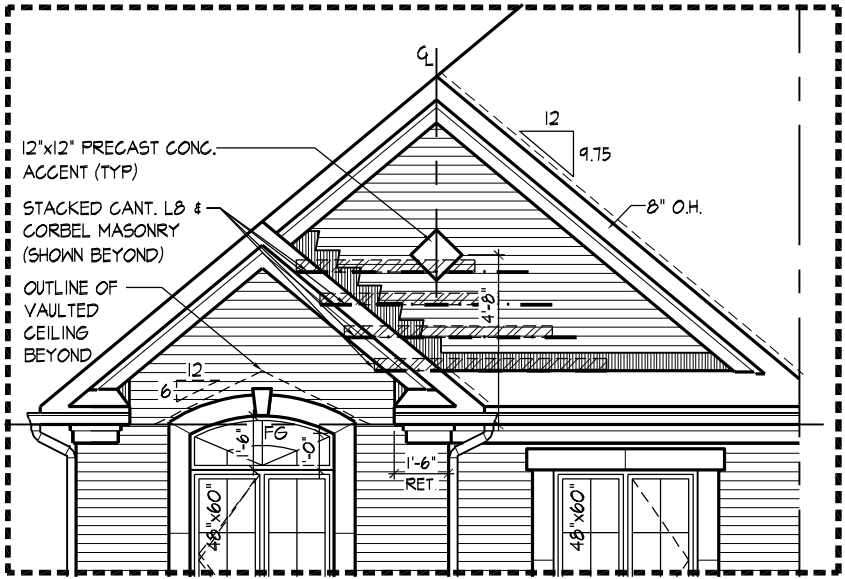 CL
12
9.75
12"x12" PRECAST CONC.
ACCENT (TYP)
8" O.H.
STACKED CANT. L8 &
CORBEL MASONRY
(SHOWN BEYOND)
OUTLINE OF
VAULTED
CEILING
BEYOND
4'-8"
12
6
FG
1'-6"
1'-0"
1'-6"
RET.
48"x60"
48"x60"